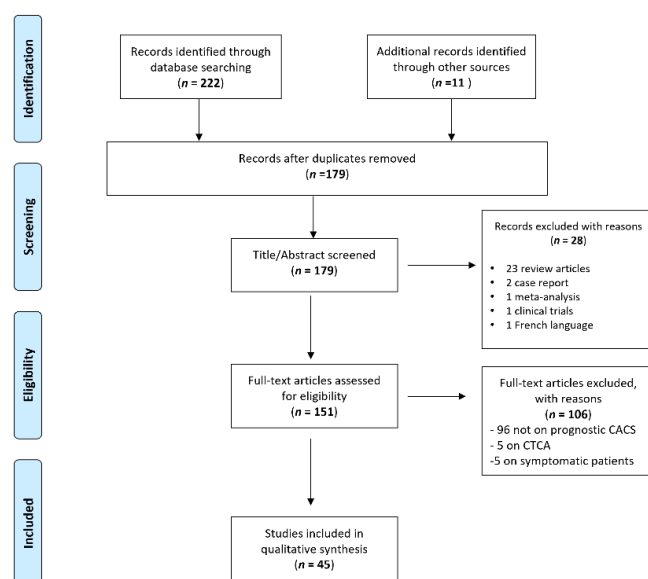 Identification
Records identified through
database searching
(n = 222)
Additional records identified
through other sources
(n =11 )
Records after duplicates removed
(n =179)
Screening
Title/Abstract screened
(n = 179)
Records excluded with reasons
(n = 28)
• 23 review articles
• 2 case report
• 1 meta-analysis
• 1 clinical trials
• 1 French language
Eligibility
Full-text articles assessed
for eligibility
(n = 151)
Full-text articles excluded,
with reasons
(n = 106)
- 96 not on prognostic CACS
- 5 on CTCA
-5 on symptomatic patients
Included
Studies included in
qualitative synthesis
(n = 45)